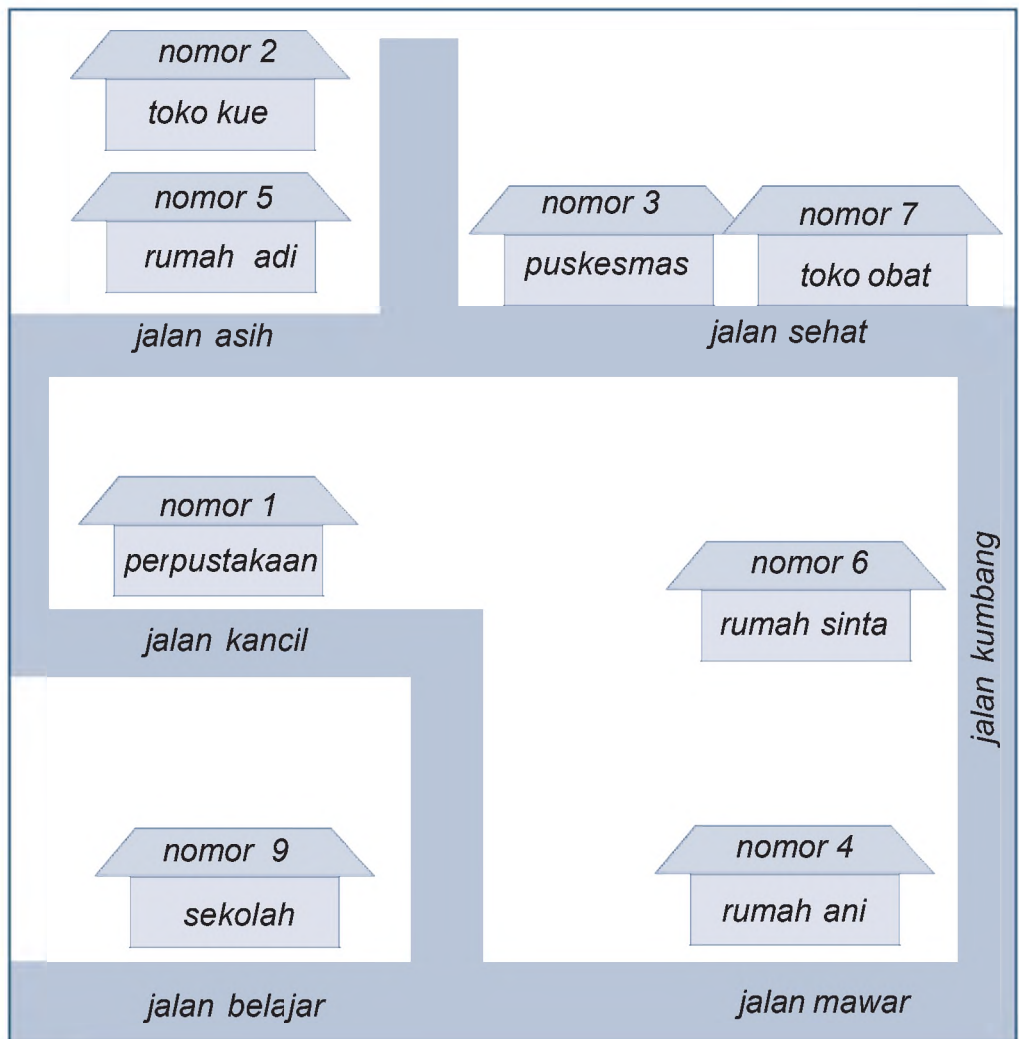 nomor 2
toko kue
nomor 5
rumah adi
nomor 3
puskesmas
nomor 7
toko obat
jalan asih
jalan sehat
nomor 1
perpustakaan
jalan kancil
nomor 6
rumah sinta
jalan kumbang
nomor 9
sekolah
nomor 4
rumah ani
jalan belajar
jalan mawar